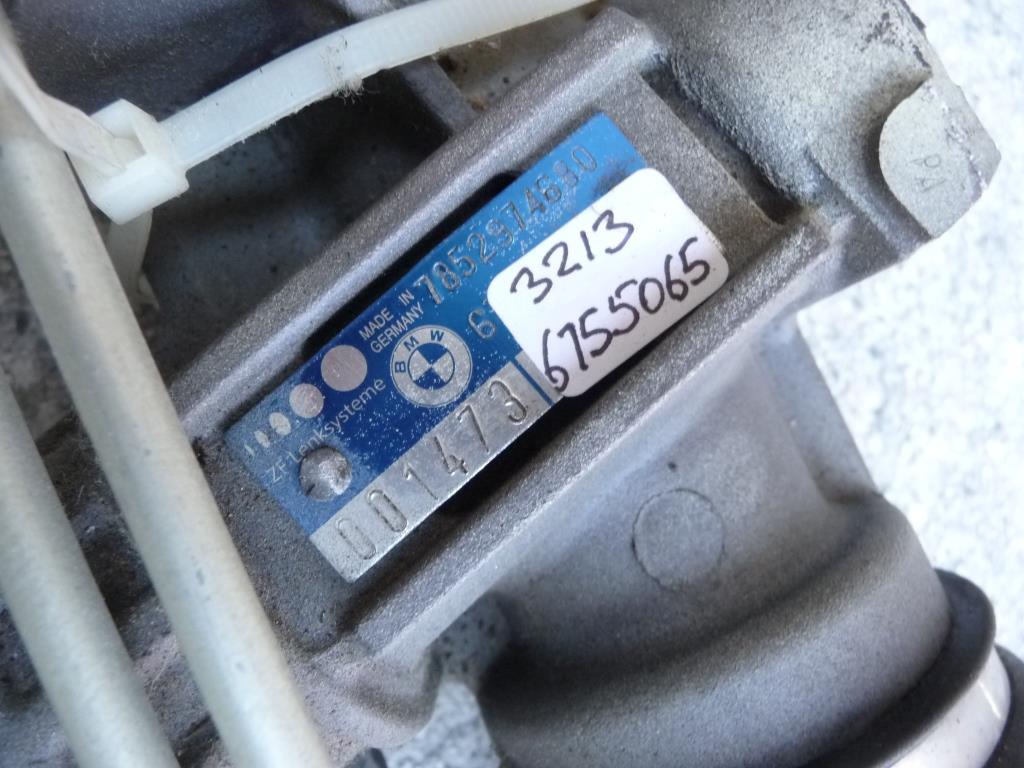 MADE IN
GERMANY
7852974680
BMW
ZF Lenksysteme
001473
3213
6755065